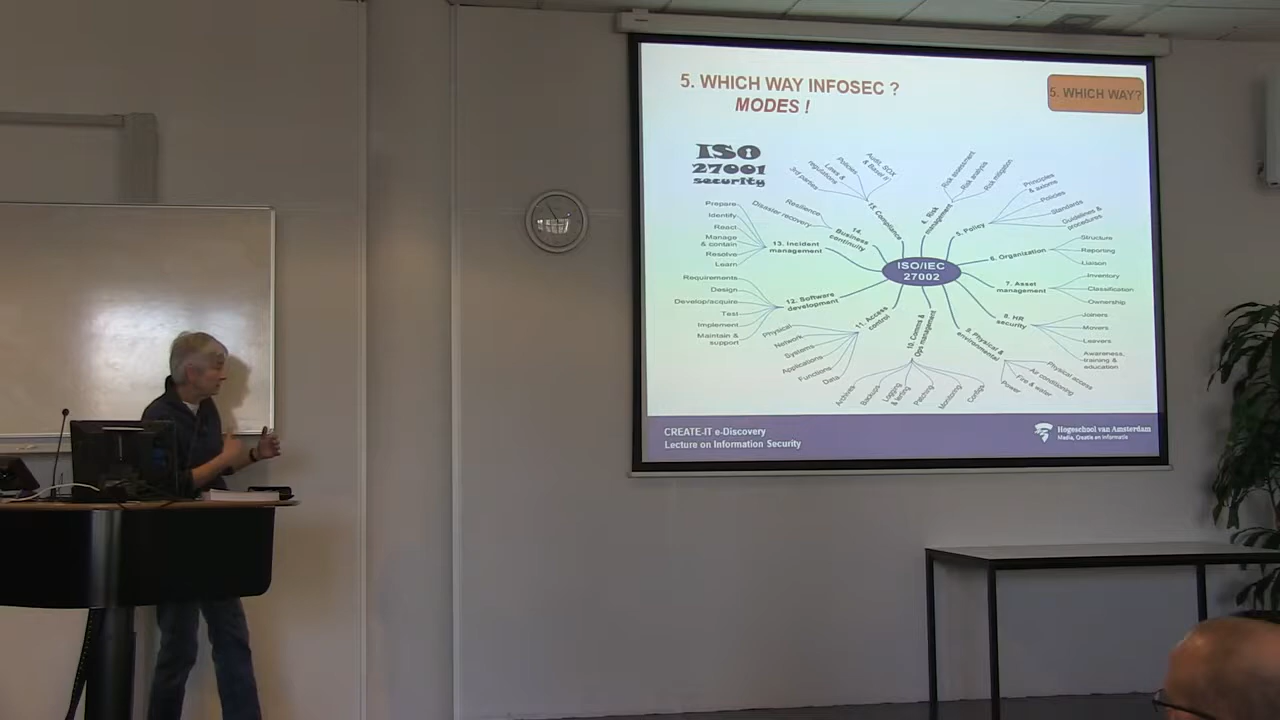 5. WHICH WAY INFOSEC ?
MODES !
5. WHICH WAY?
ISO
27001
security
ISO/IEC
27002
4. Risk
management
Risk assessment
Risk analysis
Risk mitigation
5. Policy
Principles
& axioms
Policies
Standards
Guidelines &
procedures
6. Organization
Structure
Reporting
Liaison
7. Asset
management
Inventory
Classification
Ownership
8. HR
security
Joiners
Movers
Leavers
Awareness,
training &
education
9. Physical &
environmental
Physical access
Air conditioning
Fire & water
Power
10. Comms &
Ops management
Configs
Monitoring
Patching
Logging
Backups
Archives
11. Access
control
Physical
Network
Systems
Applications
Functions
Data
12. Software
development
Requirements
Design
Develop/acquire
Test
Implement
Maintain &
support
13. Incident
management
Prepare
Identify
React
Manage
& contain
Resolve
Learn
14.
Business
continuity
Resilience
Disaster recovery
15. Compliance
3rd parties
Laws &
regulations
Policies
Audit, SOX
& Basel II
CREATE-IT e-Discovery
Lecture on Information Security
Hogeschool van Amsterdam
Media, Creatie en Informatie